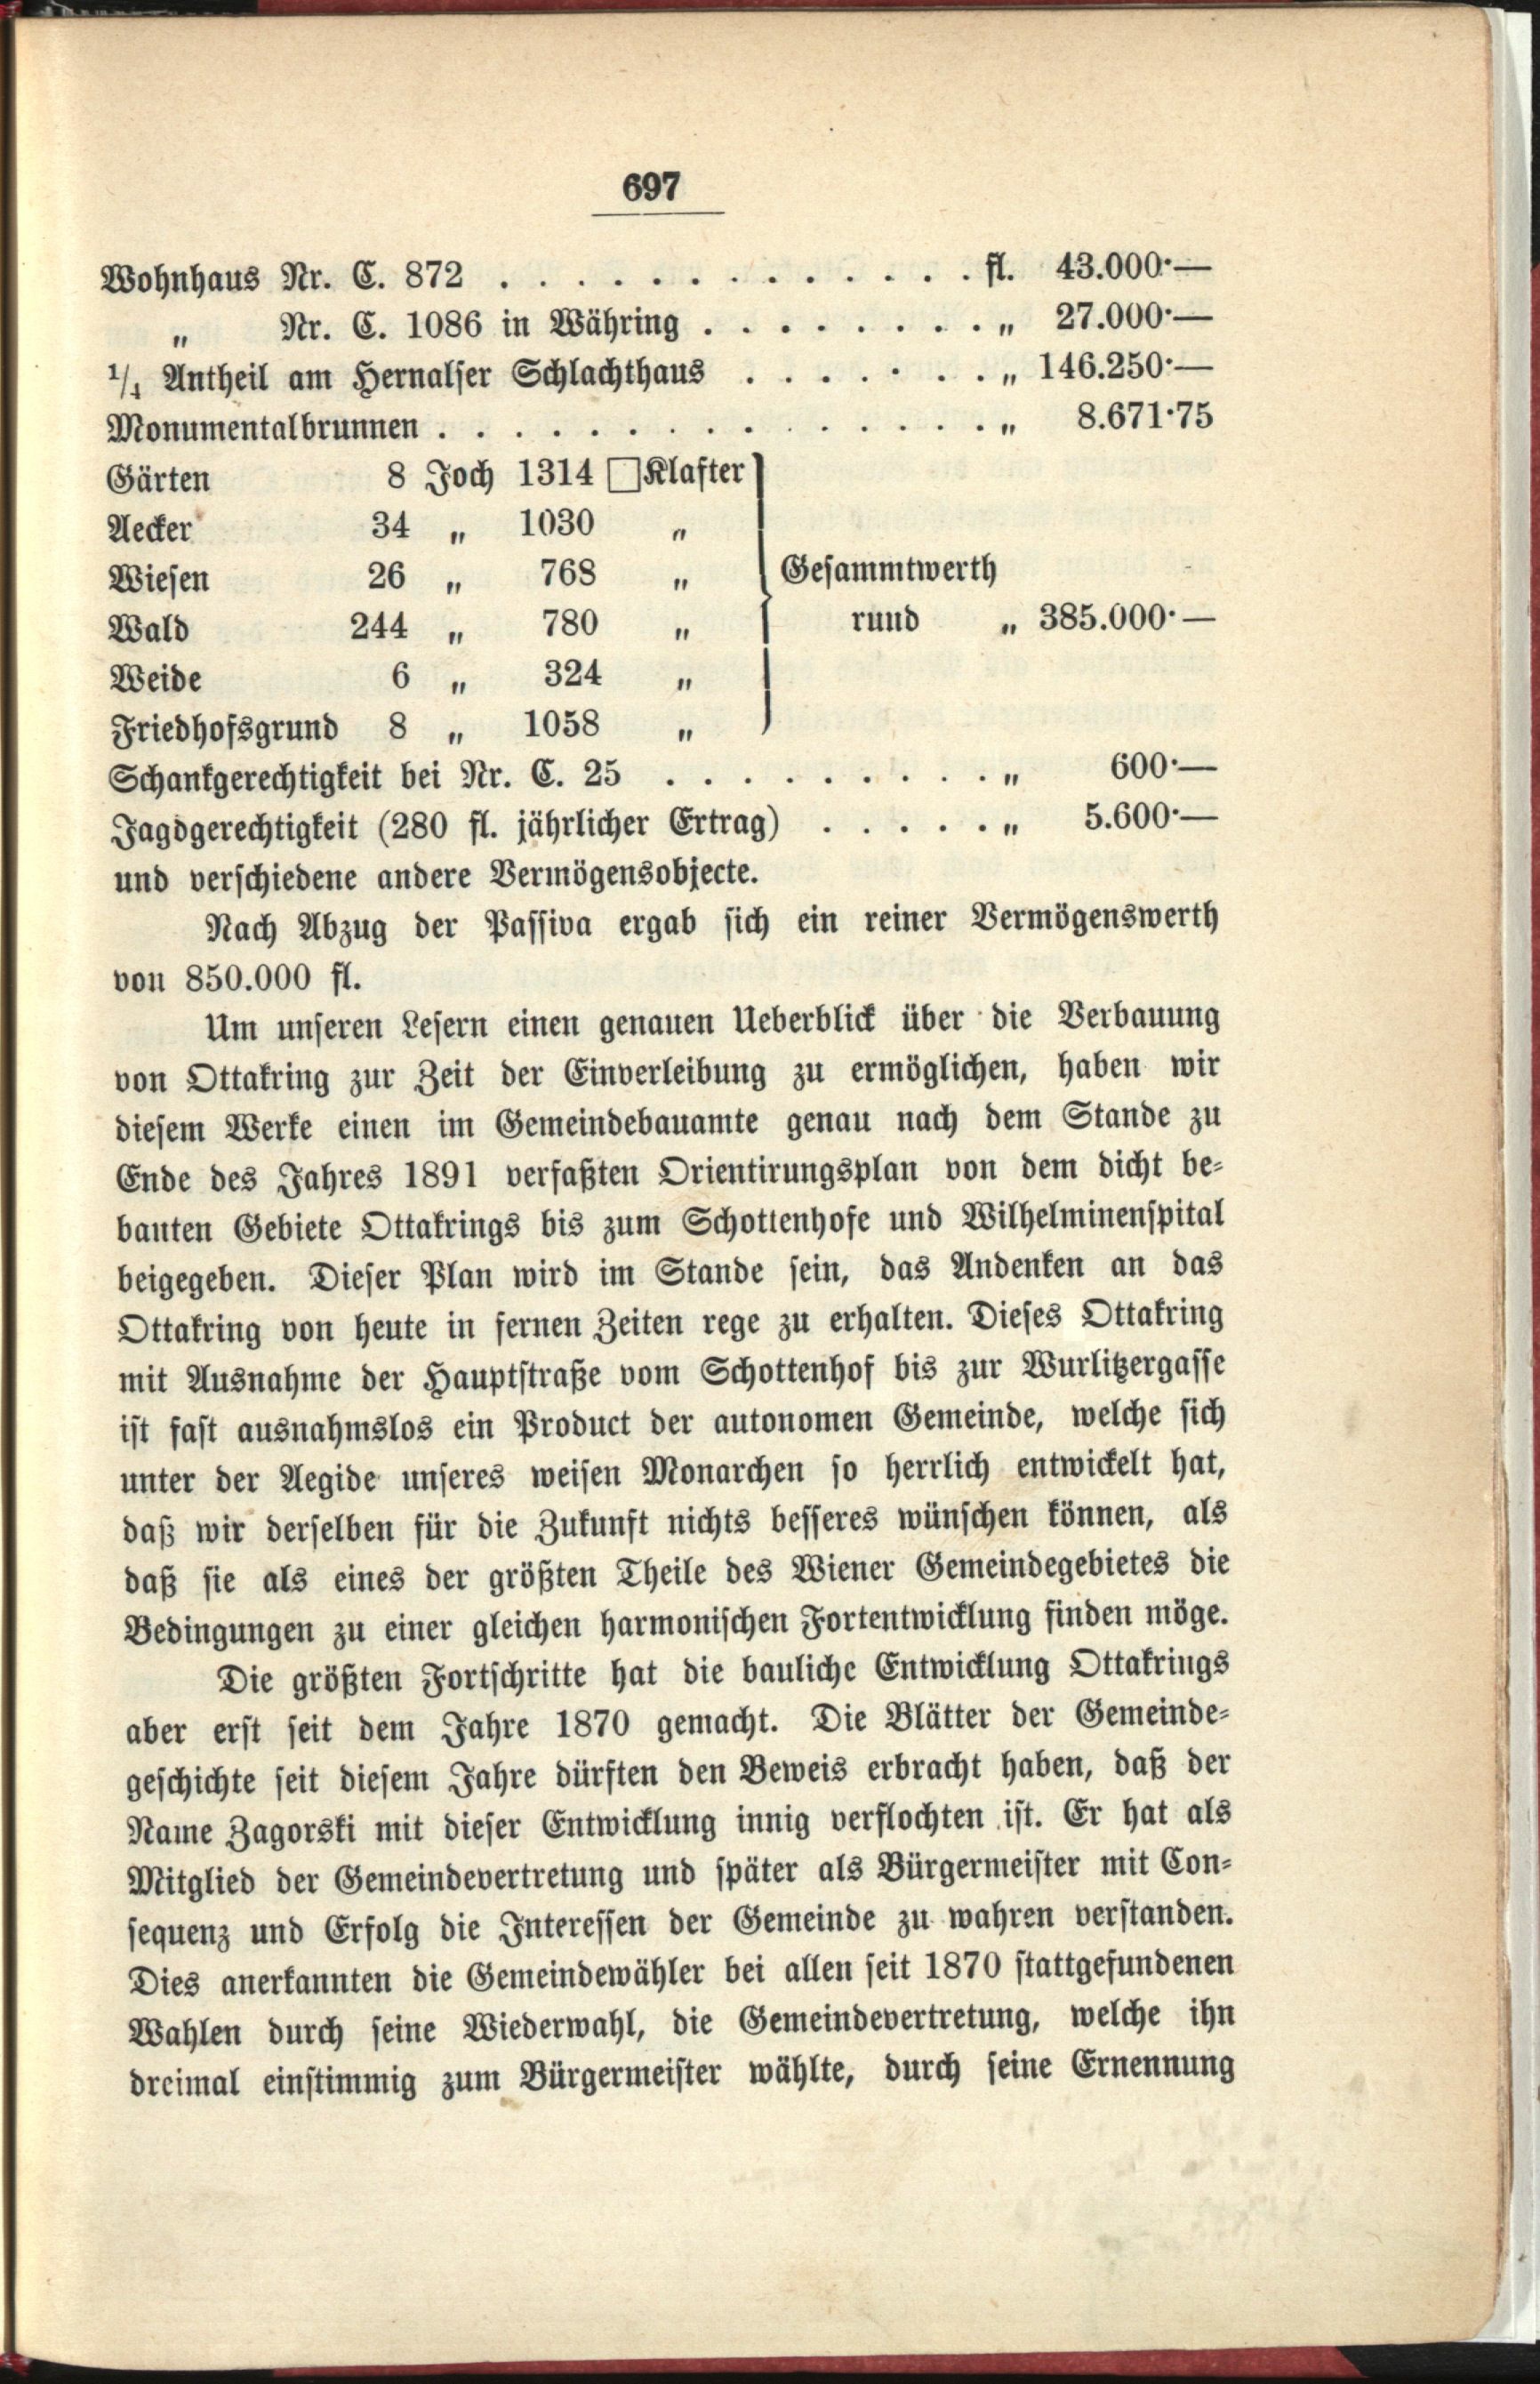 697
Wohnhaus Nr. C. 872 . . . . . . . . . . . . . . . . . fl. 43.000·—
„ Nr. C. 1086 in Währing . . . . . . . . . . „ 27.000·—
1/4 Antheil am Hernalser Schlachthaus . . . . . . . . . „ 146.250·—
Monumentalbrunnen . . . . . . . . . . . . . . . . . . . „ 8.671·75
Gärten 8 Joch 1314 □Klafter
Aecker 34 „ 1030 „
Wiesen 26 „ 768 „ Gesammtwerth
Wald 244 „ 780 „ rund „ 385.000·—
Weide 6 „ 324 „
Friedhofsgrund 8 „ 1058 „
Schankgerechtigkeit bei Nr. C. 25 . . . . . . . . . . „ 600·—
Jagdgerechtigkeit (280 fl. jährlicher Ertrag) . . . . . „ 5.600·—
und verschiedene andere Vermögensobjecte.
Nach Abzug der Passiva ergab sich ein reiner Vermögenswerth
von 850.000 fl.
Um unseren Lesern einen genauen Ueberblick über die Verbauung
von Ottakring zur Zeit der Einverleibung zu ermöglichen, haben wir
diesem Werke einen im Gemeindebauamte genau nach dem Stande zu
Ende des Jahres 1891 verfaßten Orientirungsplan von dem dicht be-
bauten Gebiete Ottakrings bis zum Schottenhofe und Wilhelminenspital
beigegeben. Dieser Plan wird im Stande sein, das Andenken an das
Ottakring von heute in fernen Zeiten rege zu erhalten. Dieses Ottakring
mit Ausnahme der Hauptstraße vom Schottenhof bis zur Wurlitzergasse
ist fast ausnahmslos ein Product der autonomen Gemeinde, welche sich
unter der Aegide unseres weisen Monarchen so herrlich entwickelt hat,
daß wir derselben für die Zukunft nichts besseres wünschen können, als
daß sie als eines der größten Theile des Wiener Gemeindegebietes die
Bedingungen zu einer gleichen harmonischen Fortentwicklung finden möge.
Die größten Fortschritte hat die bauliche Entwicklung Ottakrings
aber erst seit dem Jahre 1870 gemacht. Die Blätter der Gemeinde-
geschichte seit diesem Jahre dürften den Beweis erbracht haben, daß der
Name Zagorski mit dieser Entwicklung innig verflochten ist. Er hat als
Mitglied der Gemeindevertretung und später als Bürgermeister mit Con-
sequenz und Erfolg die Interessen der Gemeinde zu wahren verstanden.
Dies anerkannten die Gemeindewähler bei allen seit 1870 stattgefundenen
Wahlen durch seine Wiederwahl, die Gemeindevertretung, welche ihn
dreimal einstimmig zum Bürgermeister wählte, durch seine Ernennung